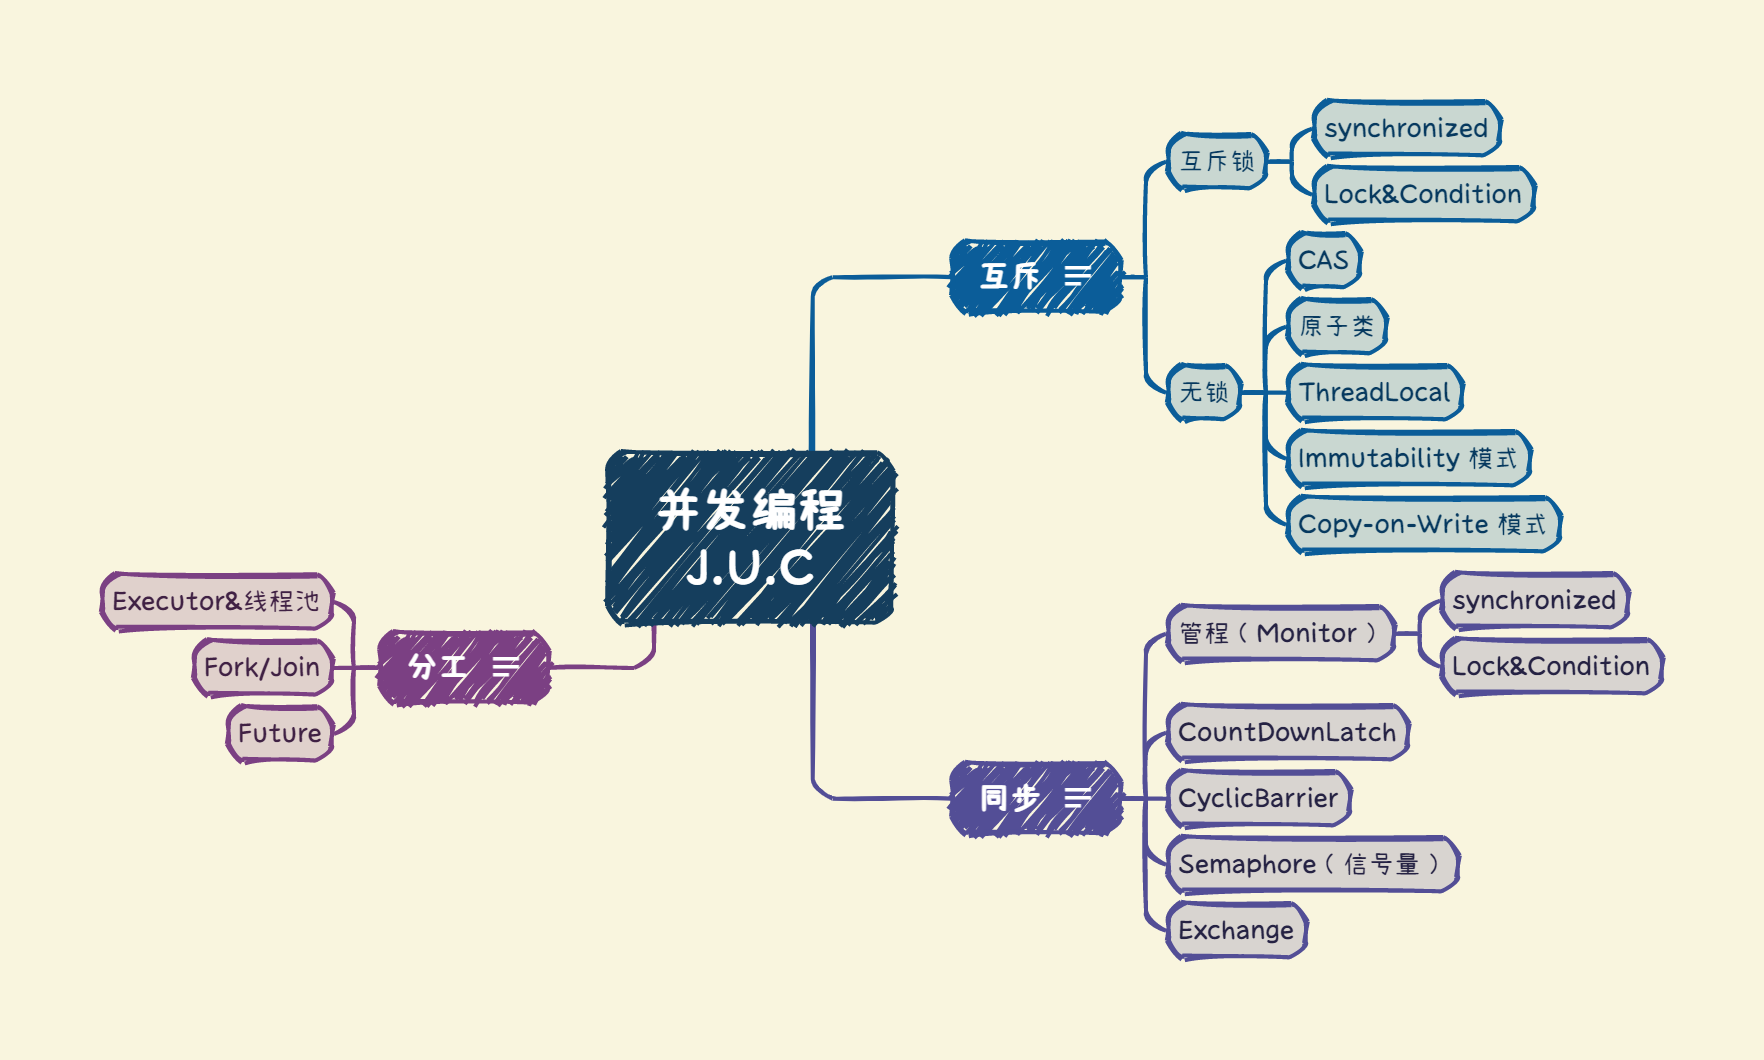 并发编程
J.U.C
互斥
互斥锁
synchronized
Lock&Condition
无锁
CAS
原子类
ThreadLocal
Immutability 模式
Copy-on-Write 模式
分工
Executor&线程池
Fork/Join
Future
同步
管程（Monitor）
synchronized
Lock&Condition
CountDownLatch
CyclicBarrier
Semaphore（信号量）
Exchange